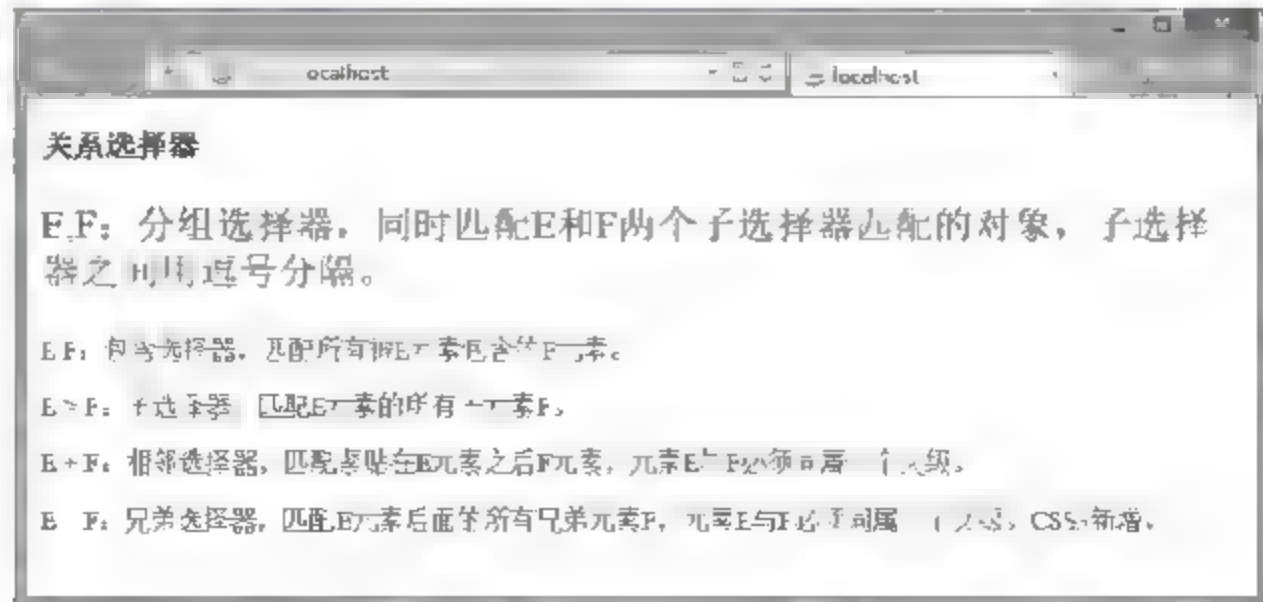 ocalhost
localhost
关系选择器
E,F：分组选择器，同时匹配E和F两个子选择器匹配的对象，子选择
器之间用逗号分隔。
E F：包含选择器，匹配所有被E元素包含的F元素。
E>F：子选择器，匹配E元素的所有子元素F。
E+F：相邻选择器，匹配紧贴在E元素之后F元素，元素E与F必须同属一个父级。
E F：兄弟选择器，匹配E元素后面的所有兄弟元素F，元素E与F必须同属一个父级，CSS3新增。